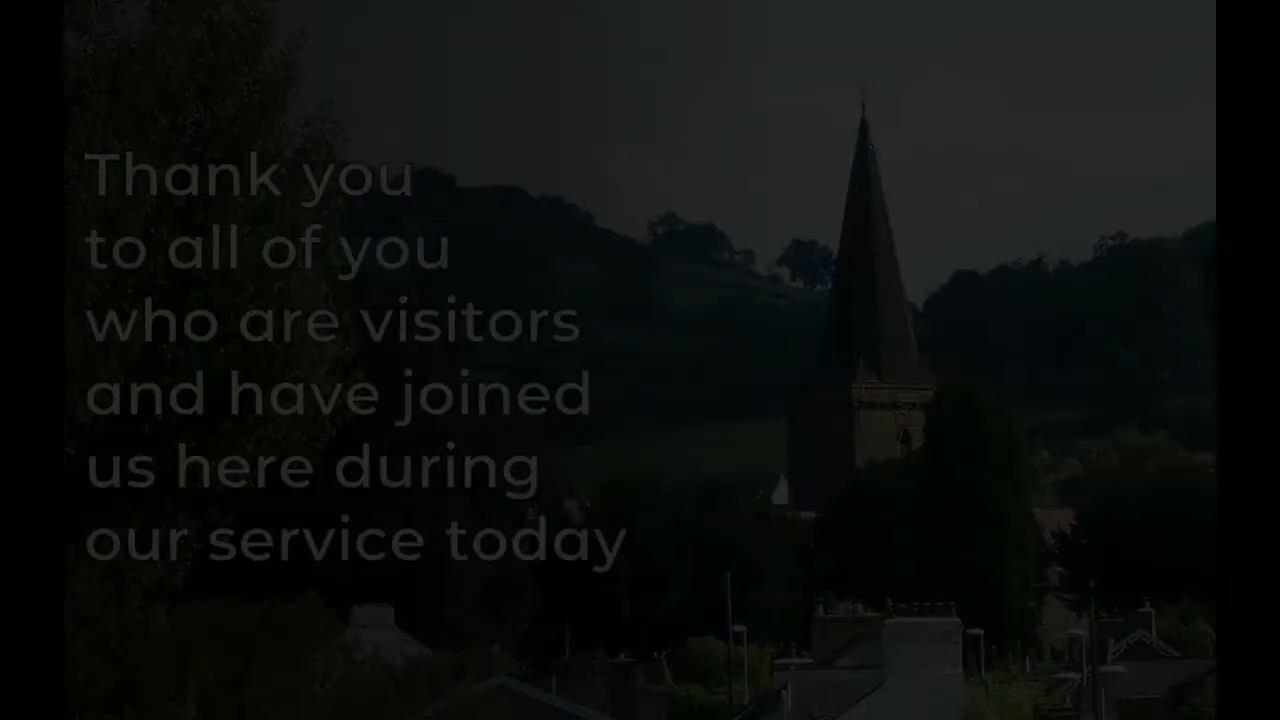 Thank you
to all of you
who are visitors
and have joined
us here during
our service today